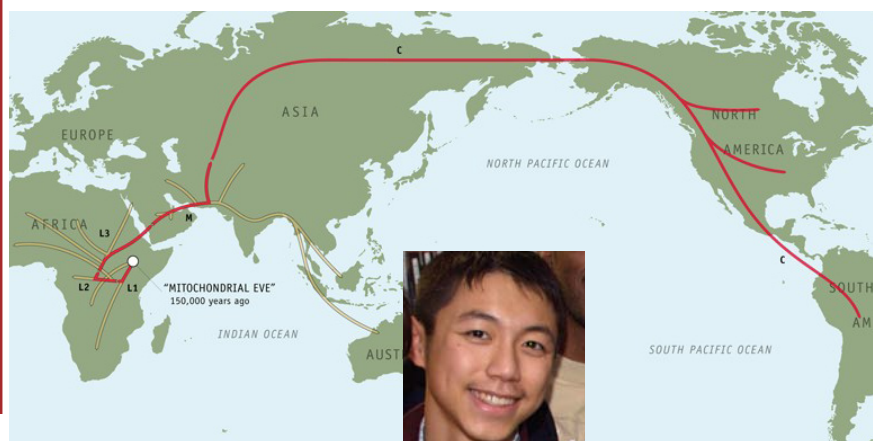 C
ASIA
NORTH
EUROPE
AMERICA
NORTH PACIFIC OCEAN
M
AFRICA
L3
C
L2
L1
"MITOCHONDRIAL EVE"
150,000 years ago
SOUTH
INDIAN OCEAN
AM
SOUTH PACIFIC OCEAN
AUST